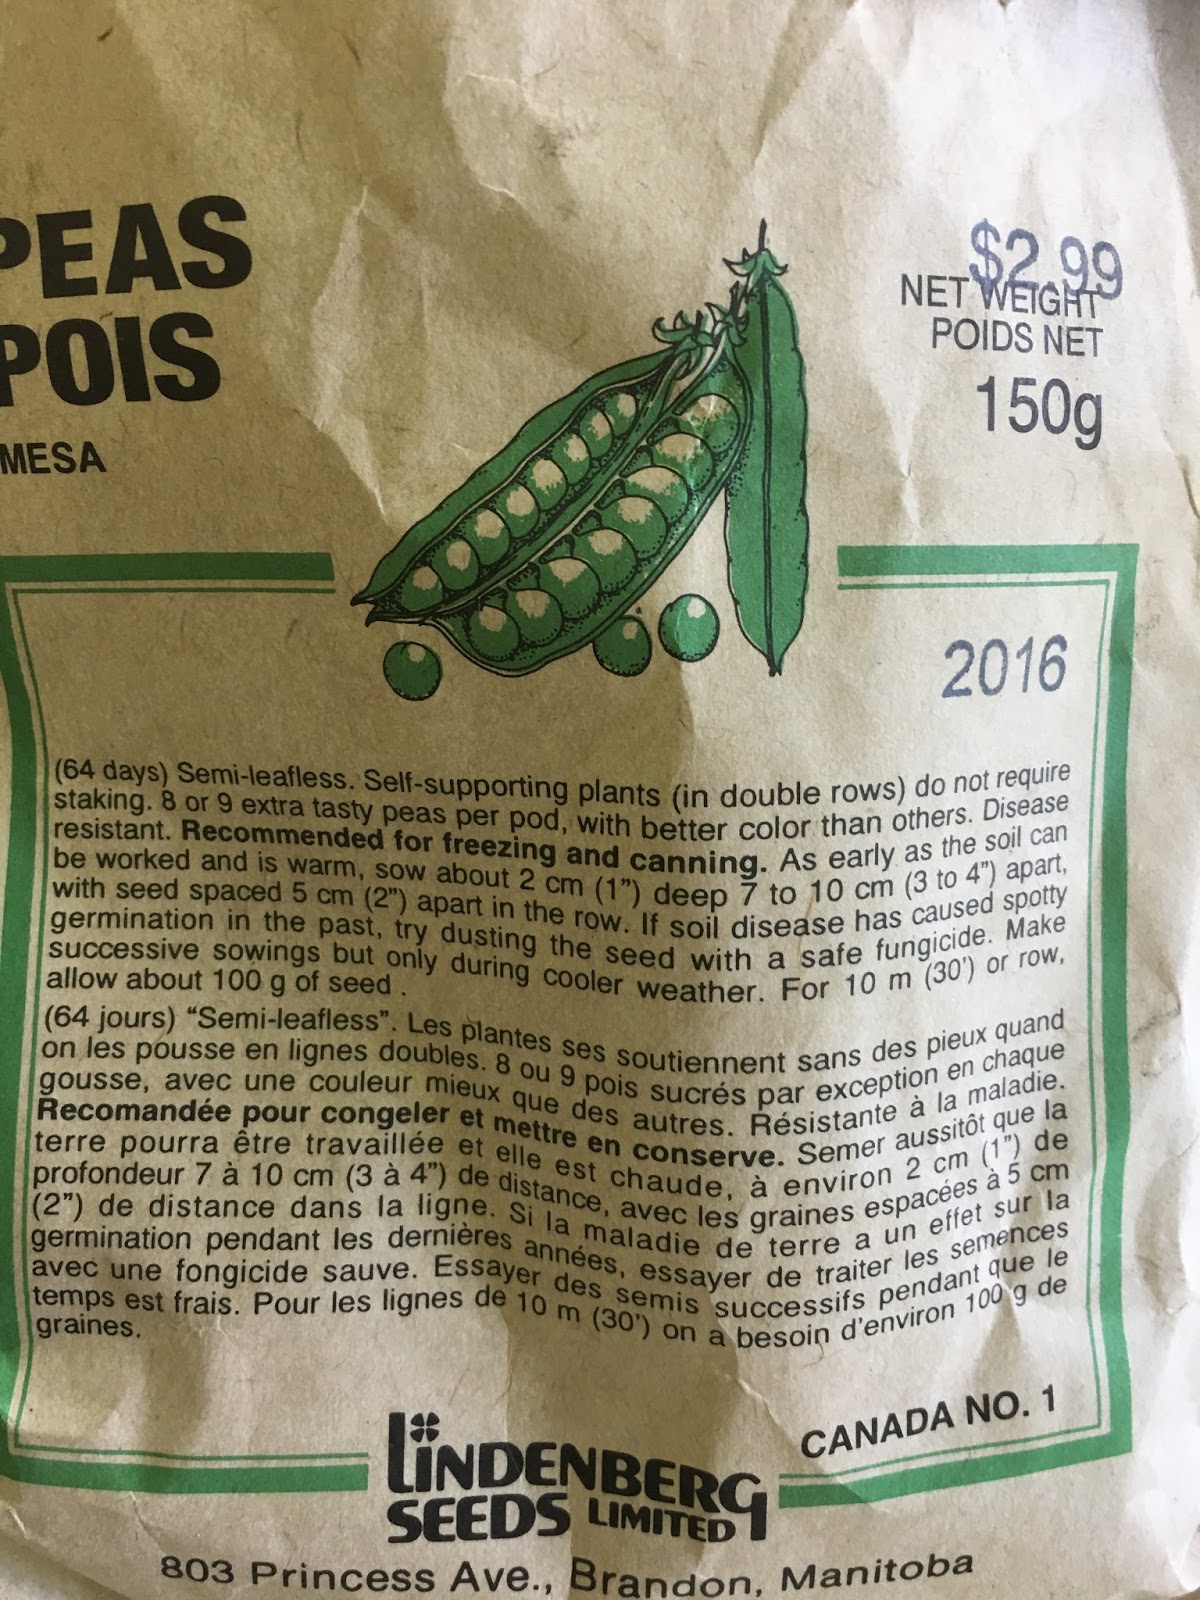 PEAS
POIS
MESA
$2.99
NET WEIGHT
POIDS NET
150g
2016
(64 days) Semi-leafless. Self-supporting plants (in double rows) do not require
staking. 8 or 9 extra tasty peas per pod, with better color than others. Disease
resistant. Recommended for freezing and canning. As early as the soil can
be worked and is warm, sow about 2 cm (1”) deep 7 to 10 cm (3 to 4”) apart,
with seed spaced 5 cm (2”) apart in the row. If soil disease has caused spotty
germination in the past, try dusting the seed with a safe fungicide. Make
successive sowings but only during cooler weather. For 10 m (30') or row,
allow about 100 g of seed .
(64 jours) “Semi-leafless”. Les plantes ses soutiennent sans des pieux quand
on les pousse en lignes doubles. 8 ou 9 pois sucrés par exception en chaque
gousse, avec une couleur mieux que des autres. Résistante à la maladie.
Recomandée pour congeler et mettre en conserve. Semer aussitôt que la
terre pourra être travaillée et elle est chaude, à environ 2 cm (1”) de
profondeur 7 à 10 cm (3 à 4”) de distance, avec les graines espacées à 5 cm
(2”) de distance dans la ligne. Si la maladie de terre a un effet sur la
germination pendant les dernières années, essayer de traiter les semences
avec une fongicide sauve. Essayer des semis successifs pendant que le
temps est frais. Pour les lignes de 10 m (30') on a besoin d'environ 100 g de
graines.
CANADA NO. 1
LINDENBERG
SEEDS LIMITED
803 Princess Ave., Brandon, Manitoba